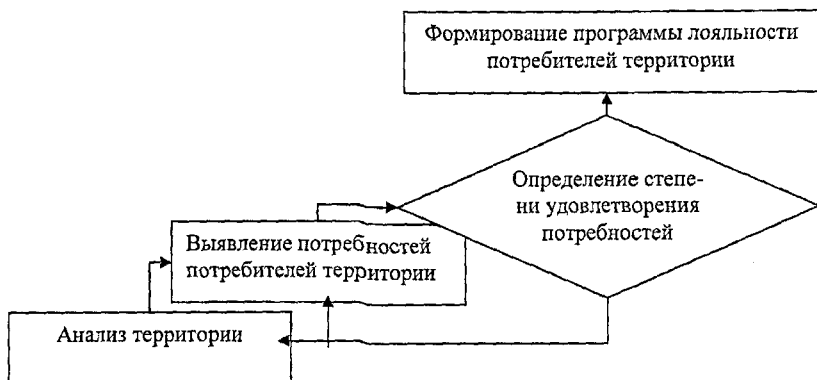 Формирование программы лояльности
потребителей территории
Определение степе-
ни удовлетворения
потребностей
Выявление потребностей
потребителей территории
Анализ территории